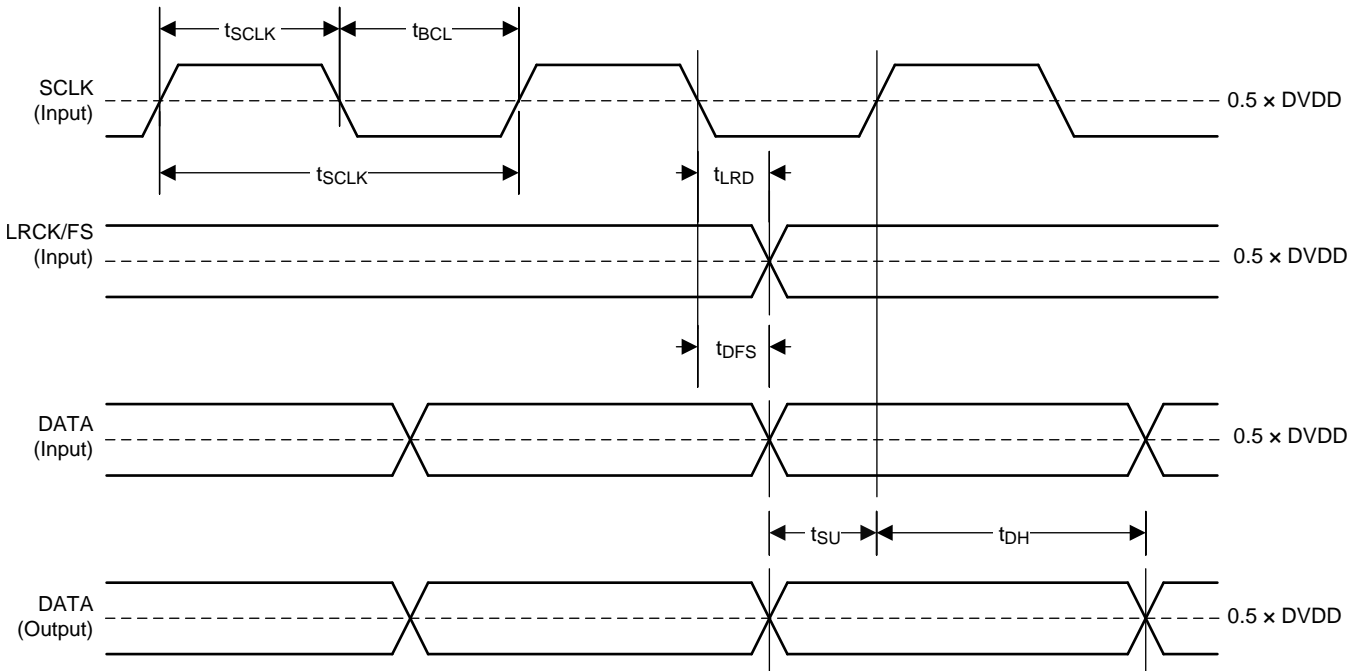 tSCLK
tBCL
SCLK
(Input)
0.5 × DVDD
tSCLK
tLRD
LRCK/FS
(Input)
0.5 × DVDD
tDFS
DATA
(Input)
0.5 × DVDD
tSU
tDH
DATA
(Output)
0.5 × DVDD